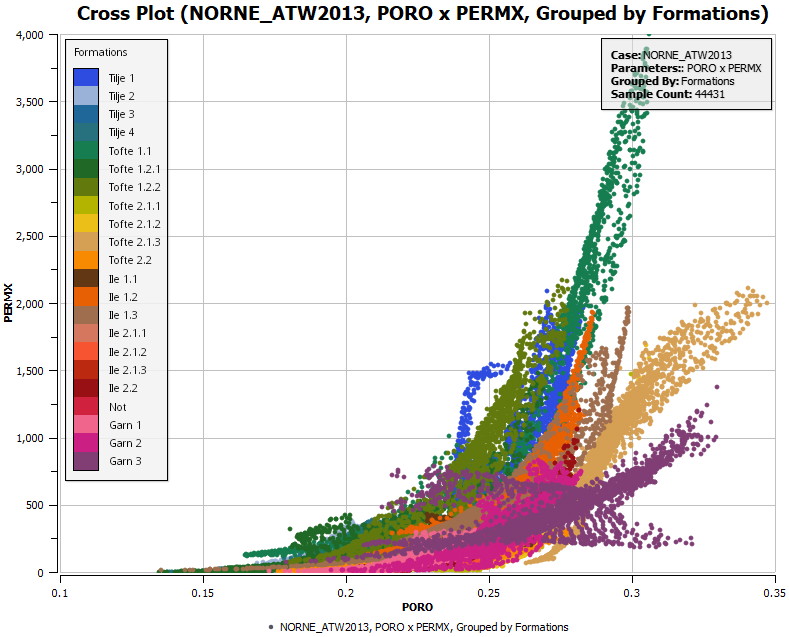 Cross Plot (NORNE_ATW2013, PORO x PERMX, Grouped by Formations)
4,000
3,500
3,000
2,500
2,000
1,500
1,000
500
0
PERMX
Formations
Tilje 1
Tilje 2
Tilje 3
Tilje 4
Tofte 1.1
Tofte 1.2.1
Tofte 1.2.2
Tofte 2.1.1
Tofte 2.1.2
Tofte 2.1.3
Tofte 2.2
Ile 1.1
Ile 1.2
Ile 1.3
Ile 2.1.1
Ile 2.1.2
Ile 2.1.3
Ile 2.2
Not
Garn 1
Garn 2
Garn 3
Case: NORNE_ATW2013
Parameters:: PORO x PERMX
Grouped By: Formations
Sample Count: 44431
0.1 0.15 0.2 0.25 0.3 0.35
PORO
NORNE_ATW2013, PORO x PERMX, Grouped by Formations